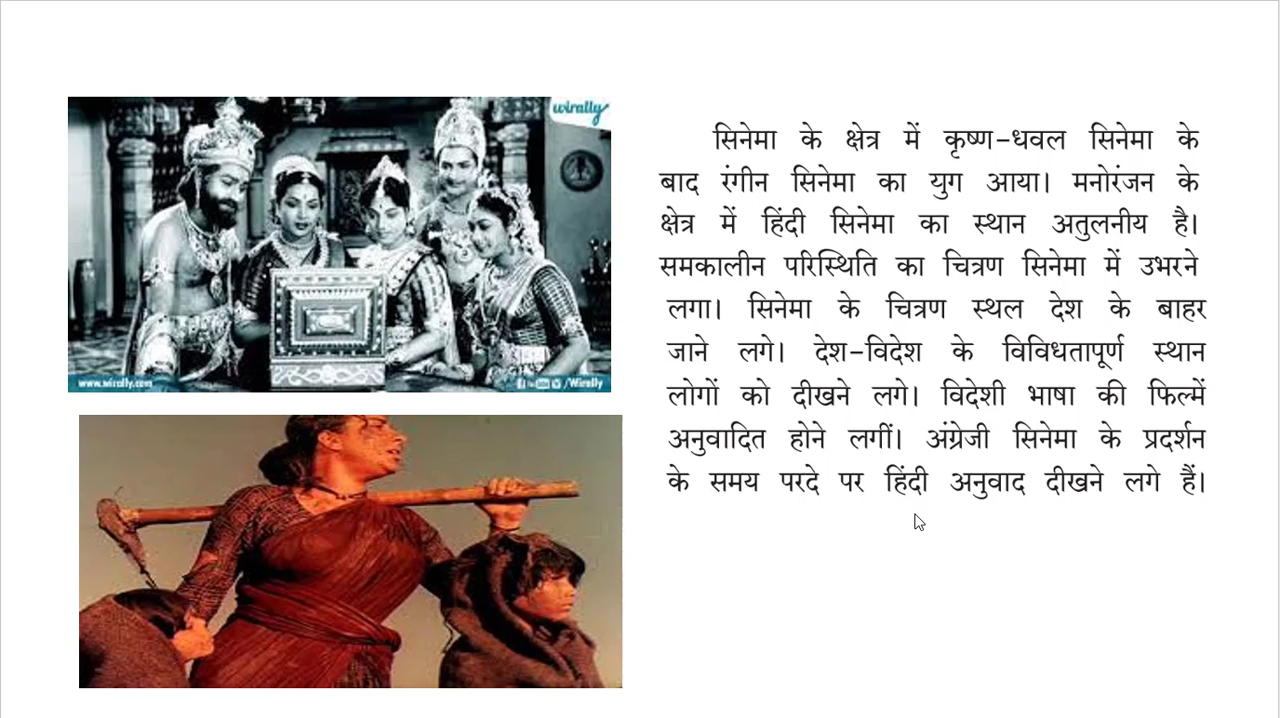 wirally
www.wirally.com
/Wirally
सिनेमा के क्षेत्र में कृष्ण-धवल सिनेमा के
बाद रंगीन सिनेमा का युग आया। मनोरंजन के
क्षेत्र में हिंदी सिनेमा का स्थान अतुलनीय है।
समकालीन परिस्थिति का चित्रण सिनेमा में उभरने
लगा। सिनेमा के चित्रण स्थल देश के बाहर
जाने लगे। देश-विदेश के विविधतापूर्ण स्थान
लोगों को दीखने लगे। विदेशी भाषा की फिल्में
अनुवादित होने लगीं। अंग्रेजी सिनेमा के प्रदर्शन
के समय परदे पर हिंदी अनुवाद दीखने लगे हैं।